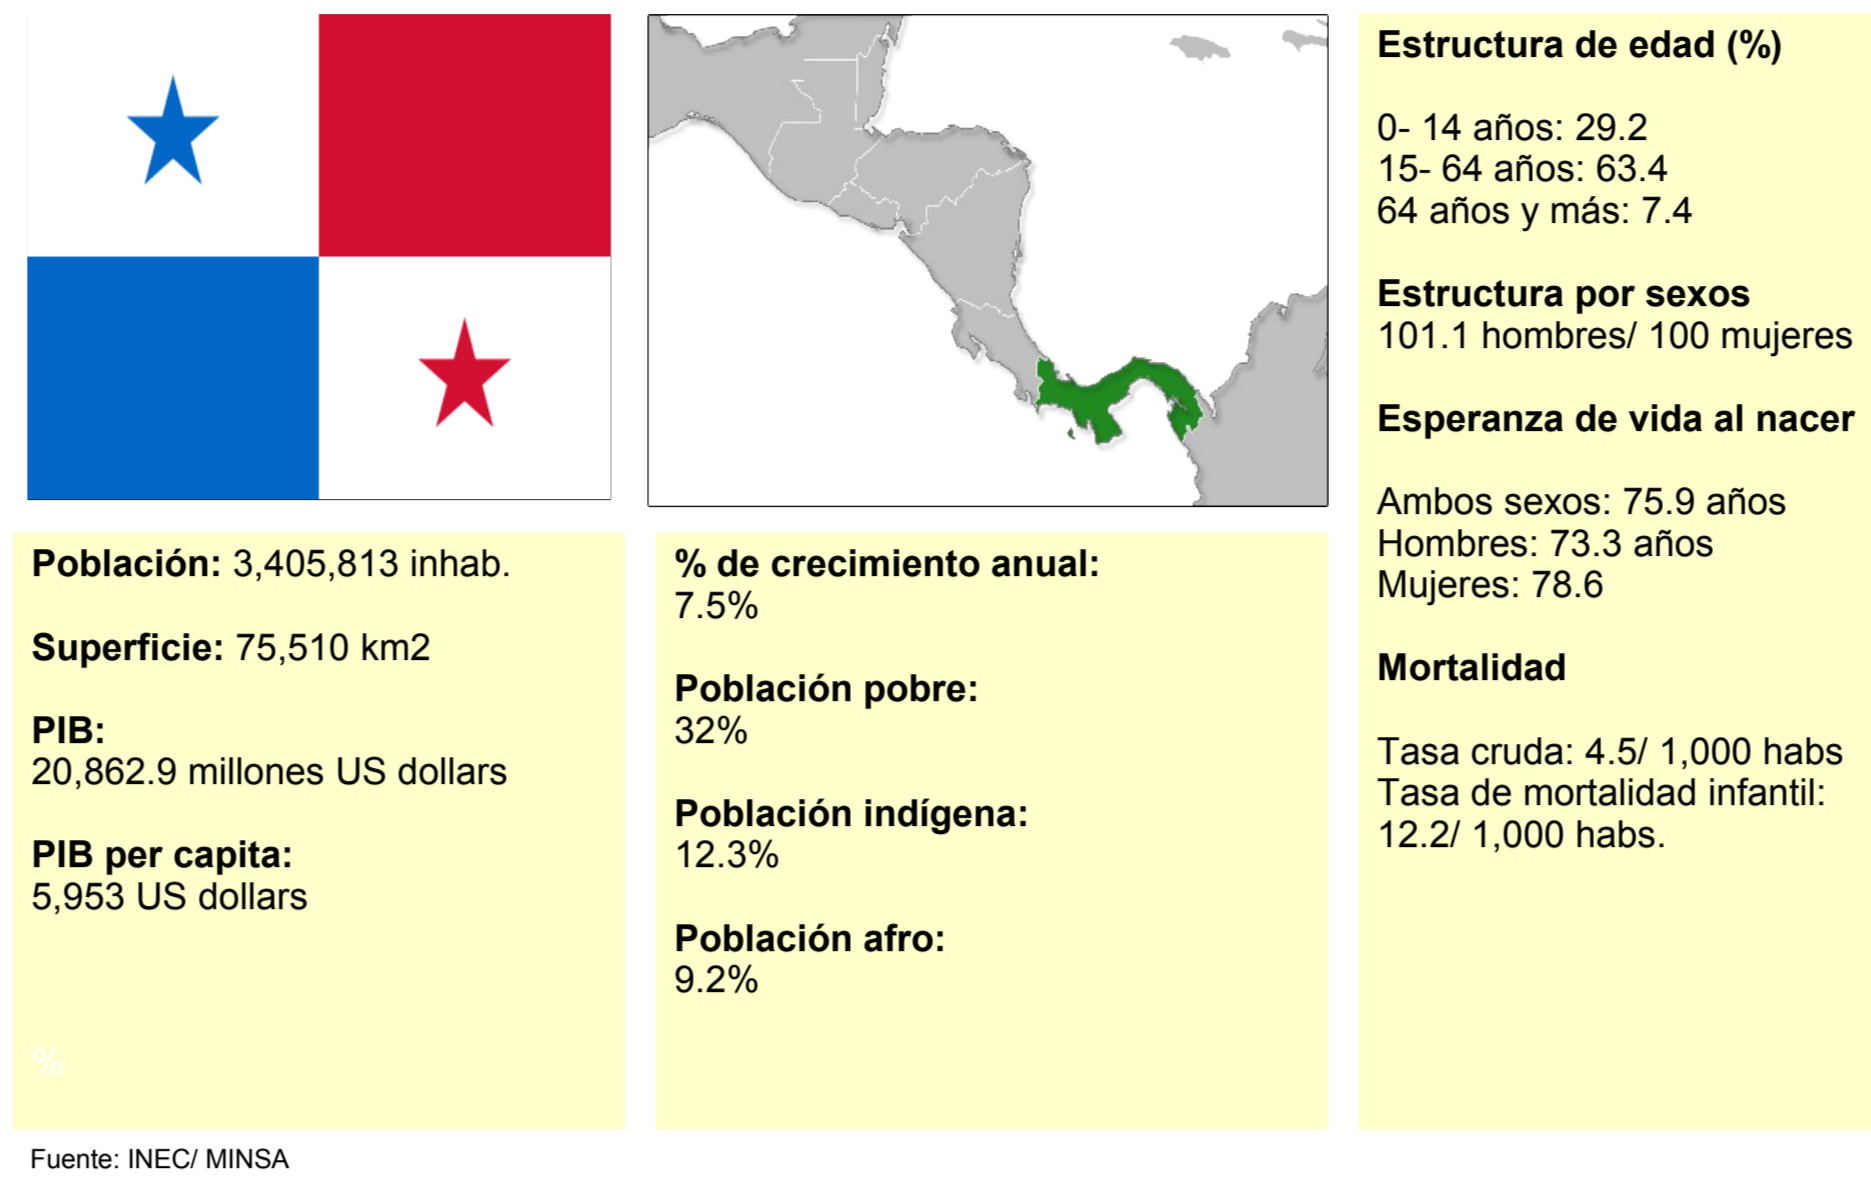 Población: 3,405,813 inhab.
Superficie: 75,510 km2
PIB:
20,862.9 millones US dollars
PIB per capita:
5,953 US dollars
%
% de crecimiento anual:
7.5%
Población pobre:
32%
Población indígena:
12.3%
Población afro:
9.2%
Estructura de edad (%)
0- 14 años: 29.2
15- 64 años: 63.4
64 años y más: 7.4
Estructura por sexos
101.1 hombres/ 100 mujeres
Esperanza de vida al nacer
Ambos sexos: 75.9 años
Hombres: 73.3 años
Mujeres: 78.6
Mortalidad
Tasa cruda: 4.5/ 1,000 habs
Tasa de mortalidad infantil:
12.2/ 1,000 habs.
Fuente: INEC/ MINSA